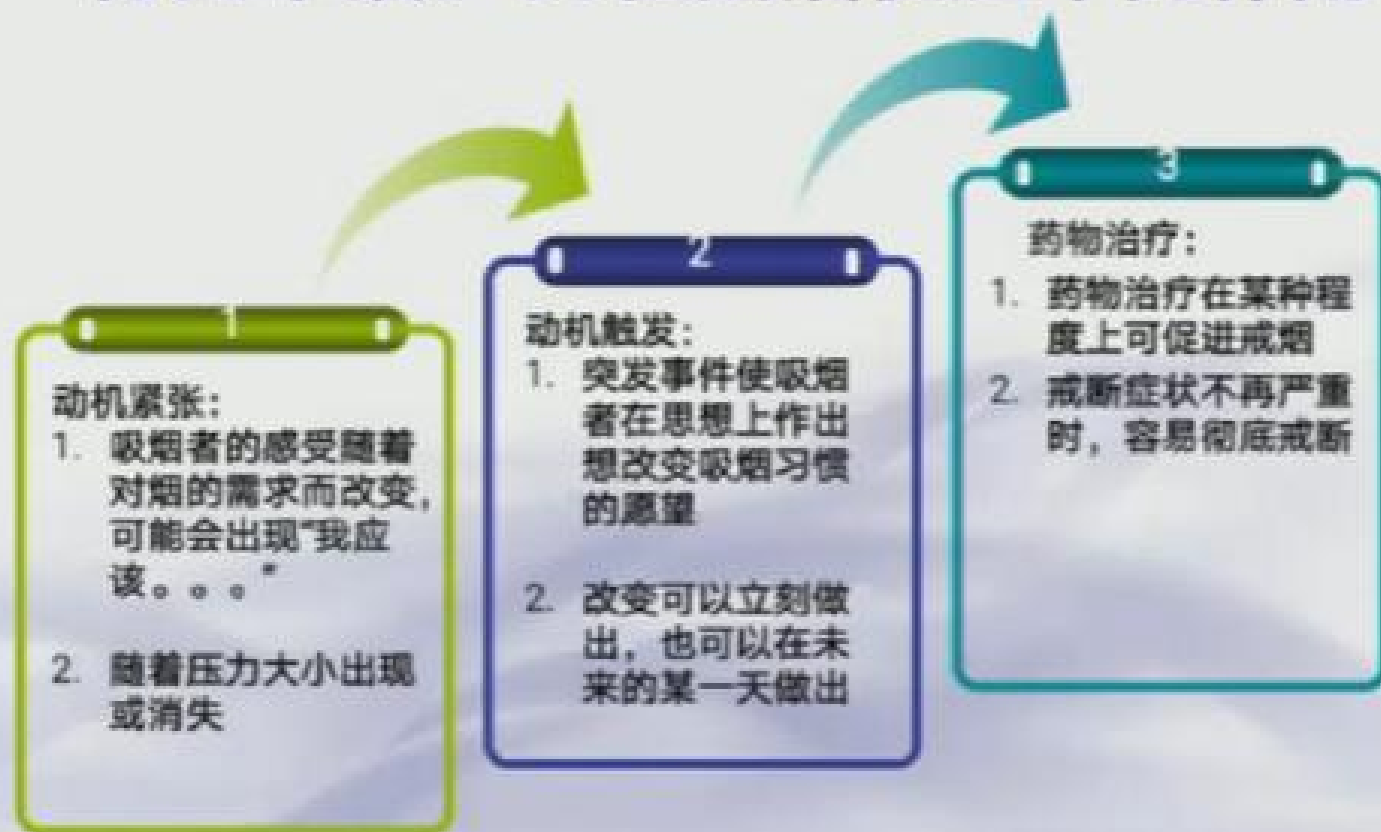 1
动机紧张：
1. 吸烟者的感受随着
对烟的需求而改变，
可能会出现“我应
该。。。”
2. 随着压力大小出现
或消失
2
动机触发：
1. 突发事件使吸烟
者在思想上作出
想改变吸烟习惯
的愿望
2. 改变可以立刻做
出，也可以在未
来的某一天做出
3
药物治疗：
1. 药物治疗在某种程
度上可促进戒烟
2. 戒断症状不再严重
时，容易彻底戒断